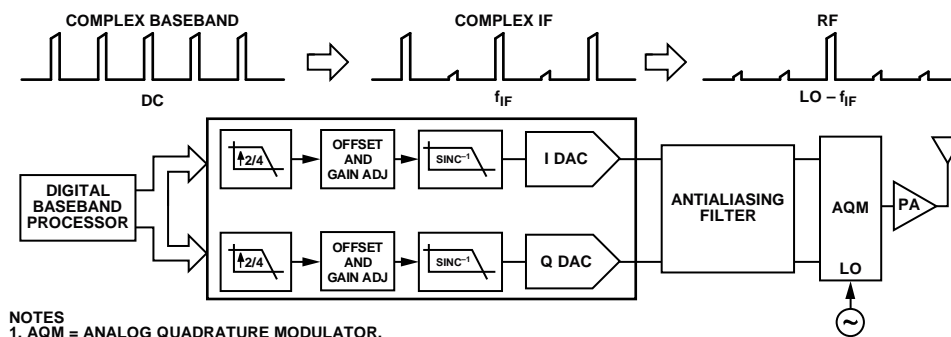 COMPLEX BASEBAND
COMPLEX IF
RF
DC
fIF
LO – fIF
DIGITAL
BASEBAND
PROCESSOR
2/4
OFFSET
AND
GAIN ADJ
SINC–1
I DAC
2/4
OFFSET
AND
GAIN ADJ
SINC–1
Q DAC
ANTIALIASING
FILTER
AQM
LO
PA
~
NOTES
1. AQM = ANALOG QUADRATURE MODULATOR.